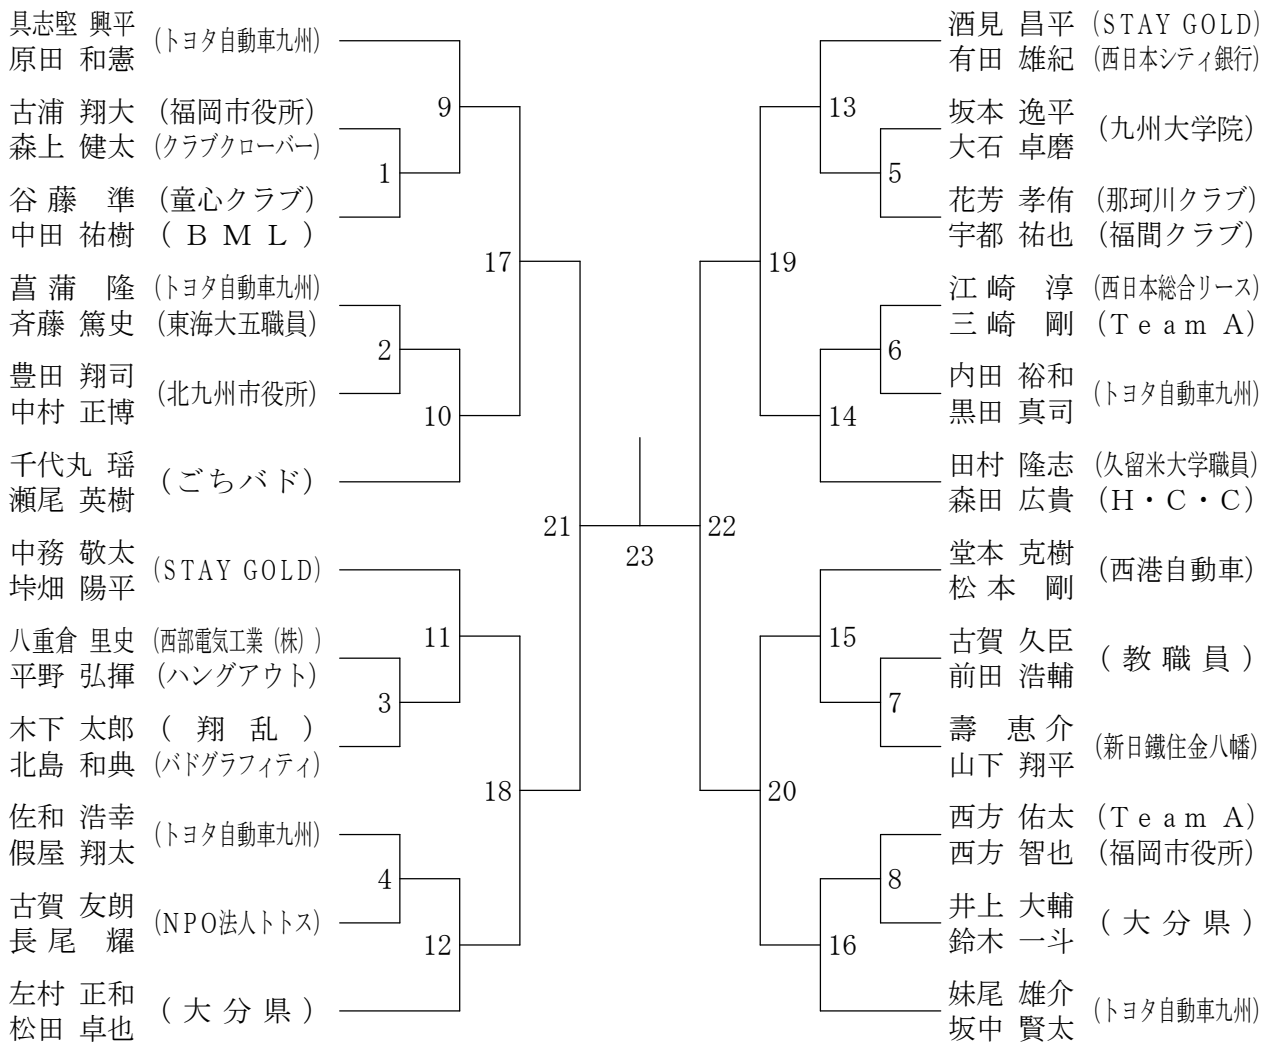 具志堅 興平 (トヨタ自動車九州)
原田 和憲
古浦 翔大 (福岡市役所)
森上 健太 (クラブクローバー)
谷藤 準 (童心クラブ)
中田 祐樹 (BML)
菖蒲 隆 (トヨタ自動車九州)
斉藤 篤史 (東海大五職員)
豊田 翔司 (北九州市役所)
中村 正博
千代丸 瑶 (ごちバド)
瀬尾 英樹
中務 敬太 (STAY GOLD)
垰畑 陽平
八重倉 里史 (西部電気工業(株))
平野 弘揮 (ハングアウト)
木下 太郎 (翔乱)
北島 和典 (バドグラフィティ)
佐和 浩幸 (トヨタ自動車九州)
假屋 翔太
古賀 友朗 (NPO法人トトス)
長尾 耀
左村 正和 (大分県)
松田 卓也
1
2
3
4
9
10
11
12
17
18
21
23
22
19
20
13
14
15
16
5
6
7
8
酒見 昌平 (STAY GOLD)
有田 雄紀 (西日本シティ銀行)
坂本 逸平 (九州大学院)
大石 卓磨
花芳 孝侑 (那珂川クラブ)
宇都 祐也 (福間クラブ)
江崎 淳 (西日本総合リース)
三崎 剛 (Team A)
内田 裕和 (トヨタ自動車九州)
黒田 真司
田村 隆志 (久留米大学職員)
森田 広貴 (H・C・C)
堂本 克樹 (西港自動車)
松本 剛
古賀 久臣 (教職員)
前田 浩輔
壽 恵介 (新日鐵住金八幡)
山下 翔平
西方 佑太 (Team A)
西方 智也 (福岡市役所)
井上 大輔 (大分県)
鈴木 一斗
妹尾 雄介 (トヨタ自動車九州)
坂中 賢太